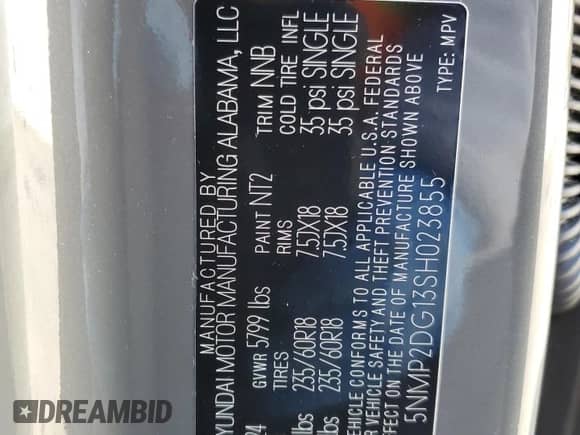 MANUFACTURED BY
HYUNDAI MOTOR MANUFACTURING ALABAMA, LLC
24 GVWR 5799 lbs PAINT NT2 TRIM NNB
TIRES RIMS COLD TIRE INFL
lbs 235/60R18 7.5JX18 35 psi SINGLE
lbs 235/60R18 7.5JX18 35 psi SINGLE
VEHICLE CONFORMS TO ALL APPLICABLE U.S.A. FEDERAL
VEHICLE SAFETY AND THEFT PREVENTION STANDARDS
EFFECT ON THE DATE OF MANUFACTURE SHOWN ABOVE
5NMP2DG13SH023855 TYPE: MPV
DREAMBID